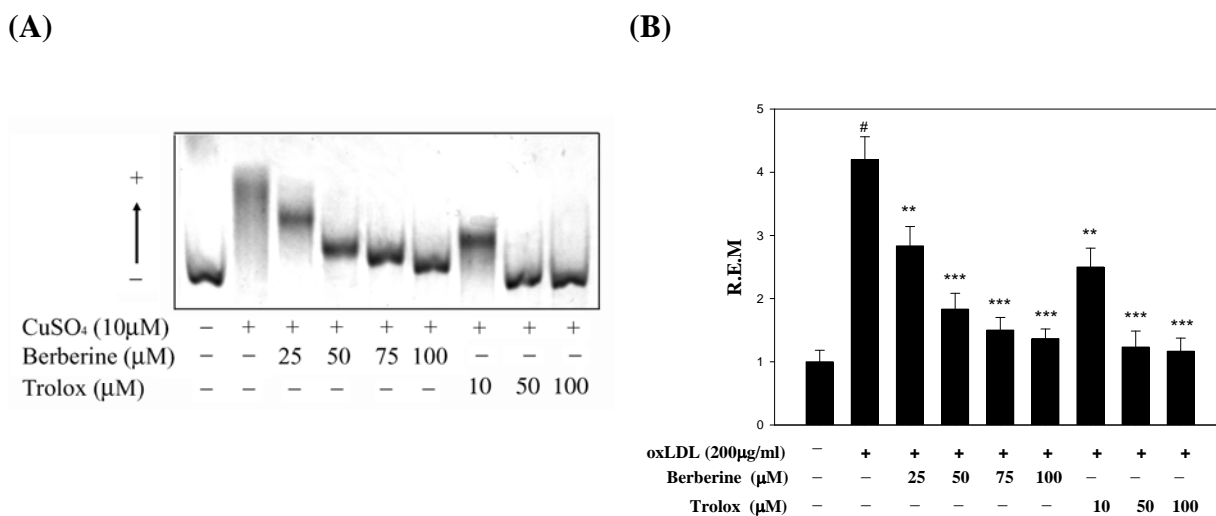 (A)
+
−
CuSO₄ (10μM) − + + + + + + + +
Berberine (μM) − − 25 50 75 100 − − −
Trolox (μM) − − − − − − 10 50 100
(B)
5
4
3
2
1
0
R.E.M
#
**
***
***
***
**
***
***
oxLDL (200μg/ml) − + + + + + + + +
Berberine (μM) − − 25 50 75 100 − − −
Trolox (μM) − − − − − − 10 50 100